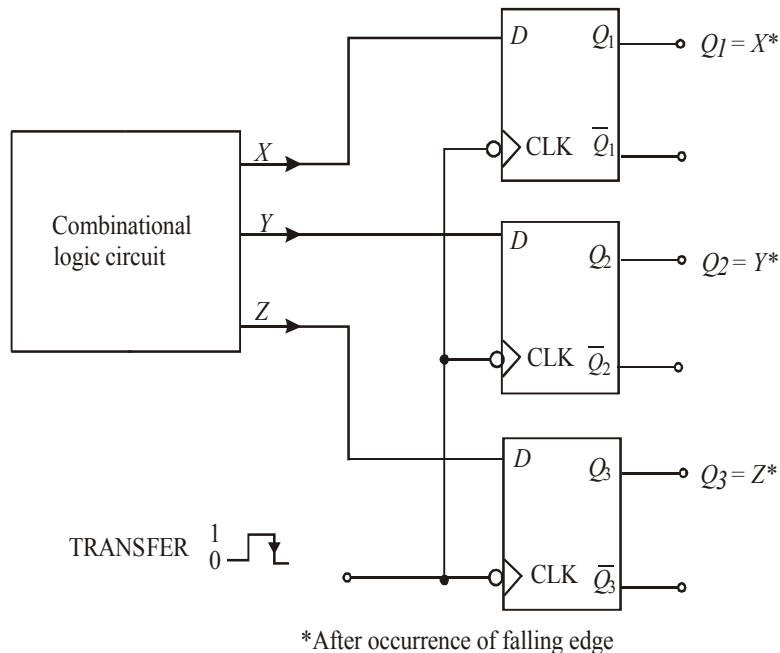 D
Q₁
Q1 = X*
CLK
Q̅₁
X
Combinational
logic circuit
Y
D
Q₂
Q2 = Y*
Z
CLK
Q̅₂
D
Q₃
Q3 = Z*
TRANSFER
1
0
CLK
Q̅₃
*After occurrence of falling edge